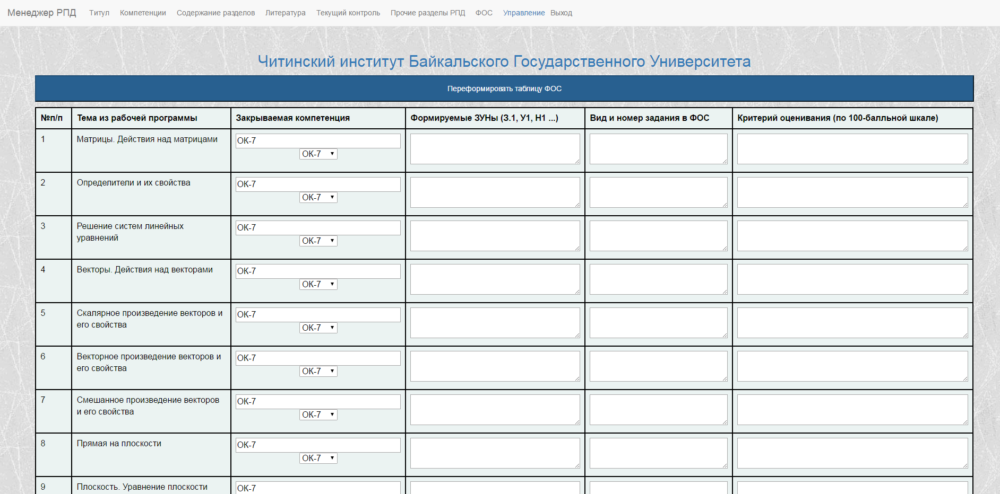 Менеджер РПД Титул Компетенции Содержание разделов Литература Текущий контроль Прочие разделы РПД ФОС Управление Выход
Читинский институт Байкальского Государственного Университета
Переформировать таблицу ФОС
№п/п Тема из рабочей программы Закрываемая компетенция Формируемые ЗУНы (З.1, У1, Н1 ...) Вид и номер задания в ФОС Критерий оценивания (по 100-балльной шкале)
1 Матрицы. Действия над матрицами ОК-7
ОК-7
2 Определители и их свойства ОК-7
ОК-7
3 Решение систем линейных ОК-7
уравнений ОК-7
4 Векторы. Действия над векторами ОК-7
ОК-7
5 Скалярное произведение векторов и ОК-7
его свойства ОК-7
6 Векторное произведение векторов и ОК-7
его свойства ОК-7
7 Смешанное произведение векторов ОК-7
и его свойства ОК-7
8 Прямая на плоскости ОК-7
ОК-7
9 Плоскость. Уравнение плоскости ОК-7